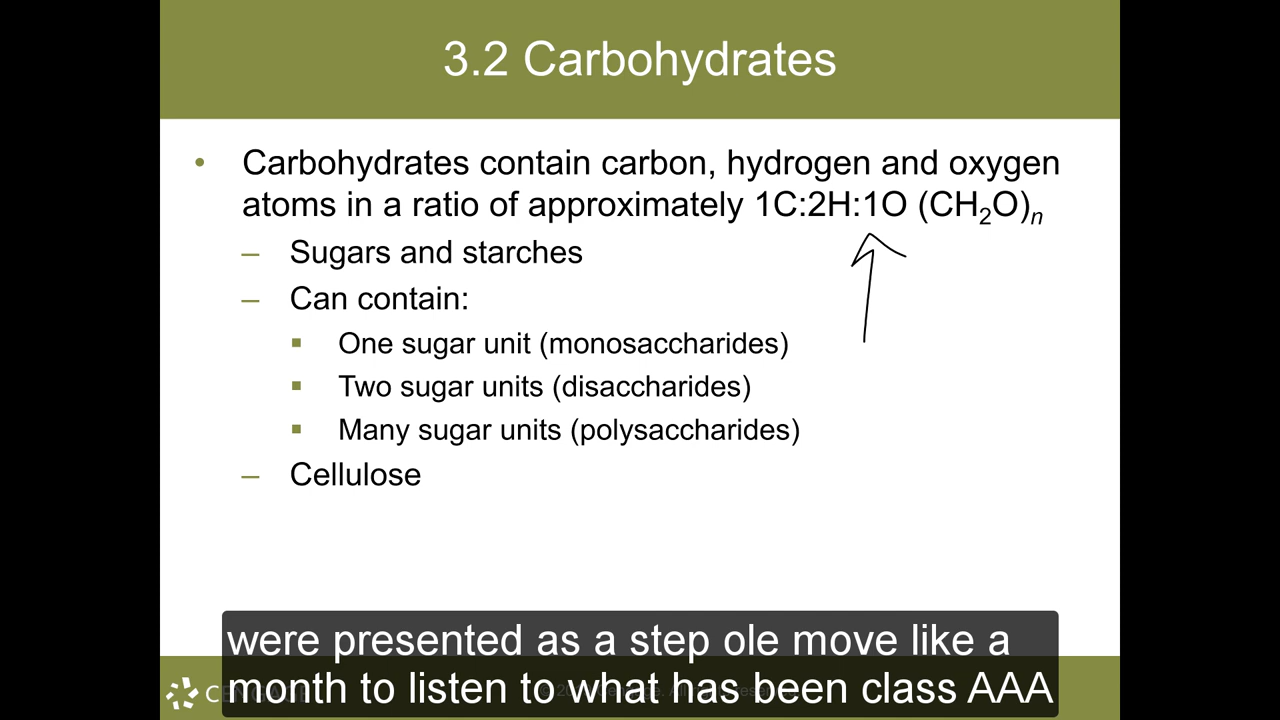 3.2 Carbohydrates
• Carbohydrates contain carbon, hydrogen and oxygen
atoms in a ratio of approximately 1C:2H:1O (CH₂O)ₙ
– Sugars and starches
– Can contain:
▪ One sugar unit (monosaccharides)
▪ Two sugar units (disaccharides)
▪ Many sugar units (polysaccharides)
– Cellulose
were presented as a step ole move like a
month to listen to what has been class AAA